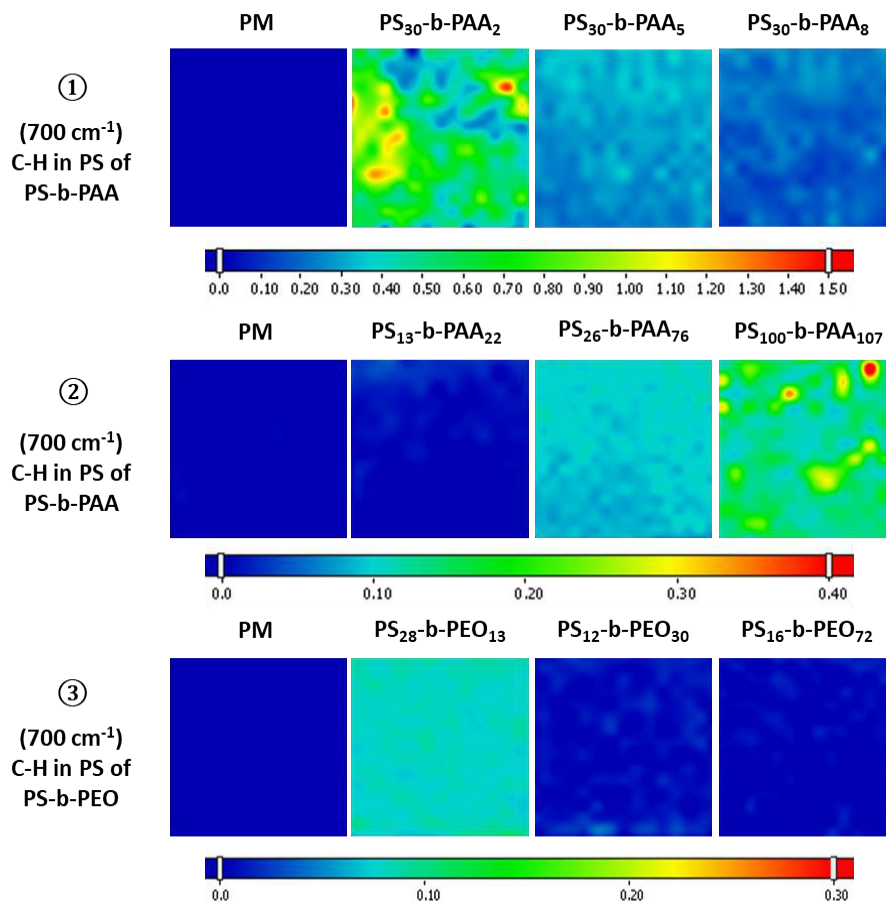 PM PS₃₀-b-PAA₂ PS₃₀-b-PAA₅ PS₃₀-b-PAA₈
①
(700 cm⁻¹)
C-H in PS of
PS-b-PAA
0.0 0.10 0.20 0.30 0.40 0.50 0.60 0.70 0.80 0.90 1.00 1.10 1.20 1.30 1.40 1.50
PM PS₁₃-b-PAA₂₂ PS₂₆-b-PAA₇₆ PS₁₀₀-b-PAA₁₀₇
②
(700 cm⁻¹)
C-H in PS of
PS-b-PAA
0.0 0.10 0.20 0.30 0.40
PM PS₂₈-b-PEO₁₃ PS₁₂-b-PEO₃₀ PS₁₆-b-PEO₇₂
③
(700 cm⁻¹)
C-H in PS of
PS-b-PEO
0.0 0.10 0.20 0.30